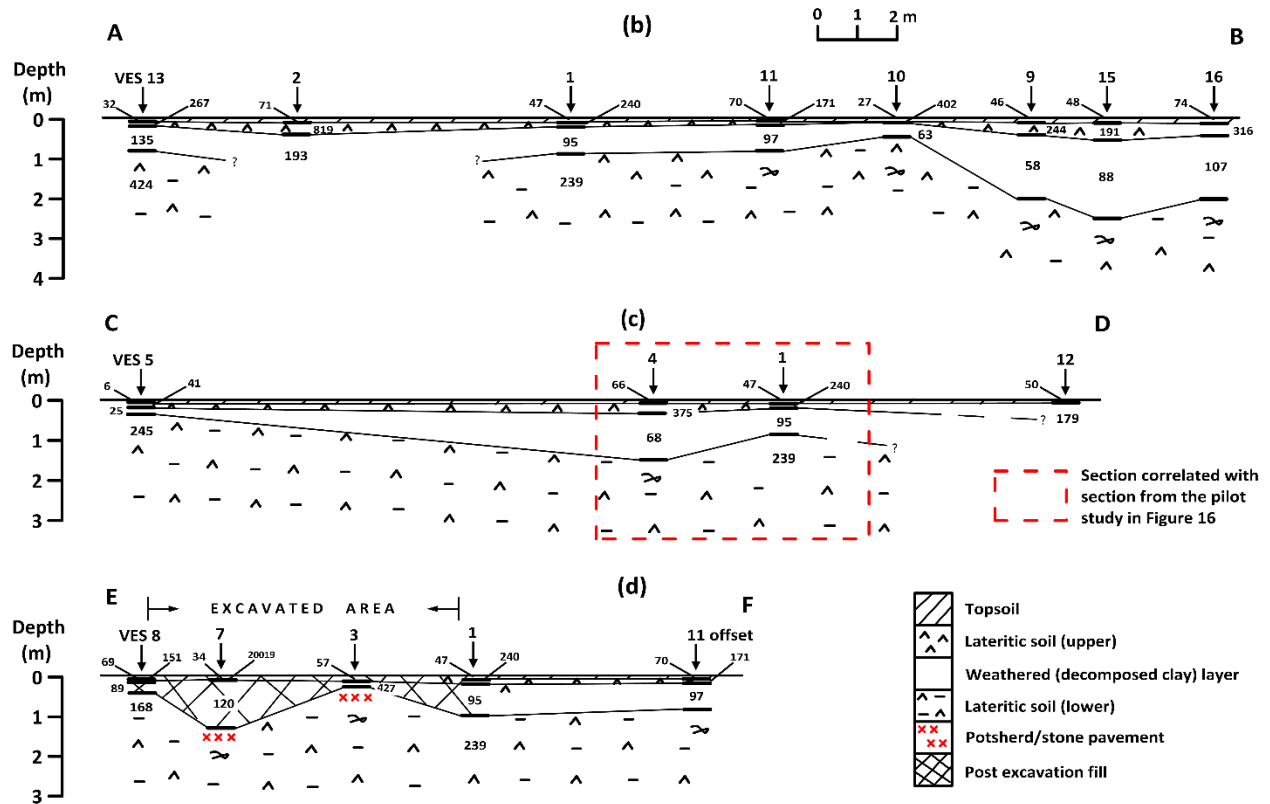 A (b) 0 1 2 m B
Depth (m)
VES 13 2 1 11 10 9 15 16
32 267 71 47 240 70 171 27 402 46 48 74
0
819 63 244 191 316
135 193 95 97
1
? ?
424 239 58 88 107
2
3
4
C (c) D
Depth (m)
VES 5 4 1 12
6 41 66 47 240 50
0
25 375 ? 179
245 68 95
1
239 ?
2
3
Section correlated with
section from the pilot
study in Figure 16
E EXCAVATED AREA (d) F
Depth (m)
VES 8 7 3 1 11 offset
69 151 34 20019 57 47 240 70 171
0
89 427
168 120 95 97
1
239
2
3
Topsoil
Lateritic soil (upper)
Weathered (decomposed clay) layer
Lateritic soil (lower)
Potsherd/stone pavement
Post excavation fill